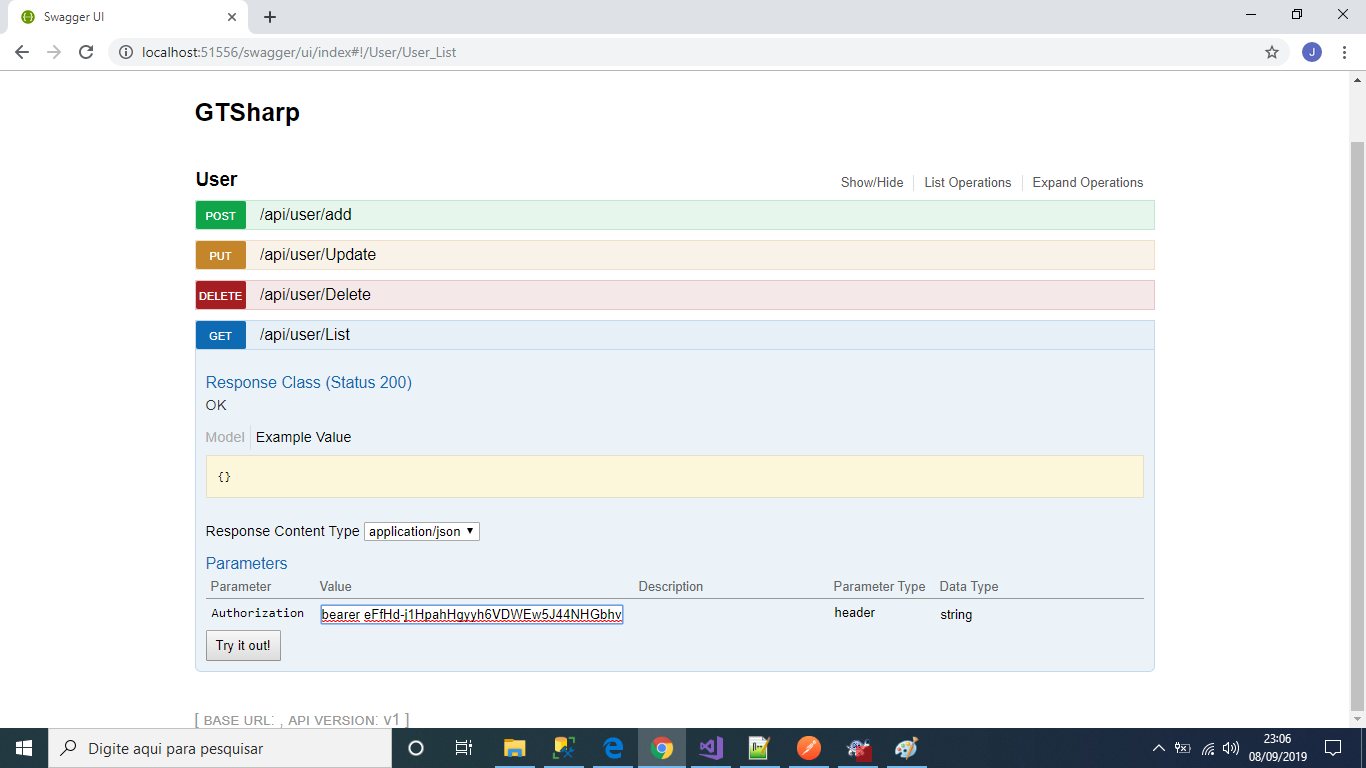 Swagger UI
localhost:51556/swagger/ui/index#!/User/User_List
J
GTSharp
User
Show/Hide List Operations Expand Operations
POST /api/user/add
PUT /api/user/Update
DELETE /api/user/Delete
GET /api/user/List
Response Class (Status 200)
OK
Model Example Value
{}
Response Content Type application/json
Parameters
Parameter Value Description Parameter Type Data Type
Authorization bearer eFfHd-j1HpahHgyyh6VDWEw5J44NHGbhv header string
Try it out!
[ BASE URL: , API VERSION: V1 ]
Digite aqui para pesquisar
23:06
08/09/2019